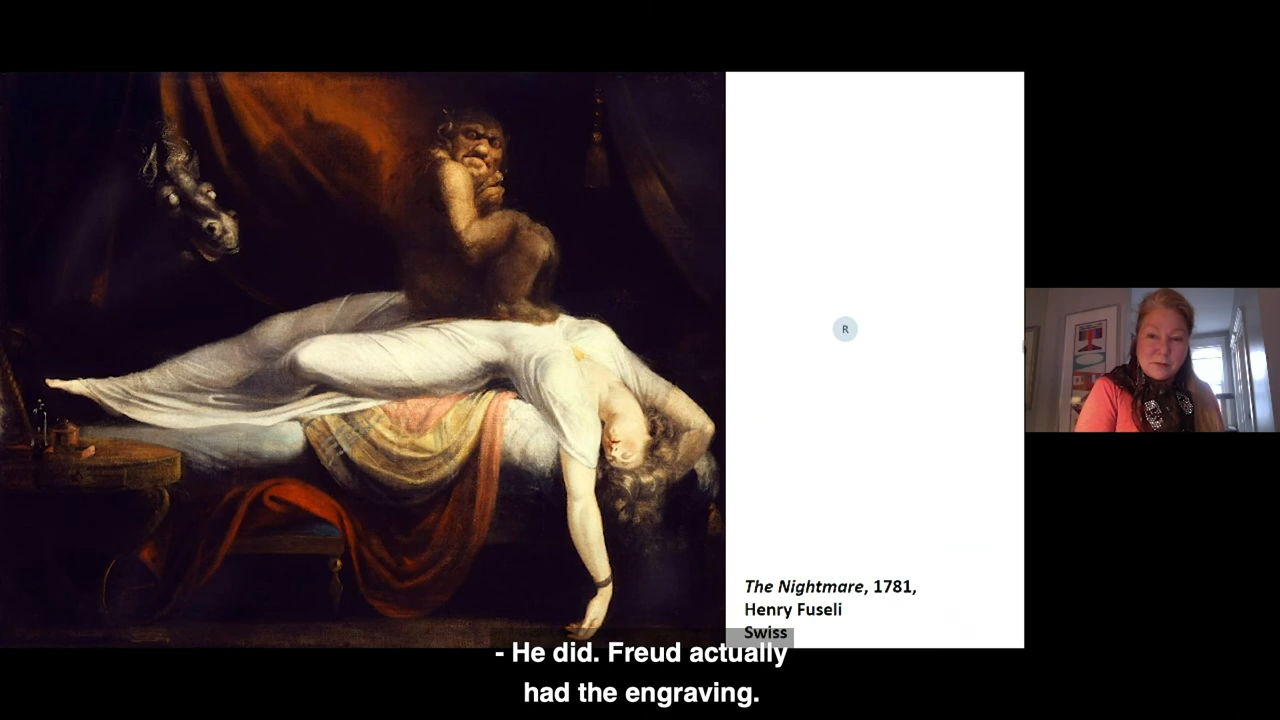 R
The Nightmare, 1781,
Henry Fuseli
Swiss
- He did. Freud actually
had the engraving.